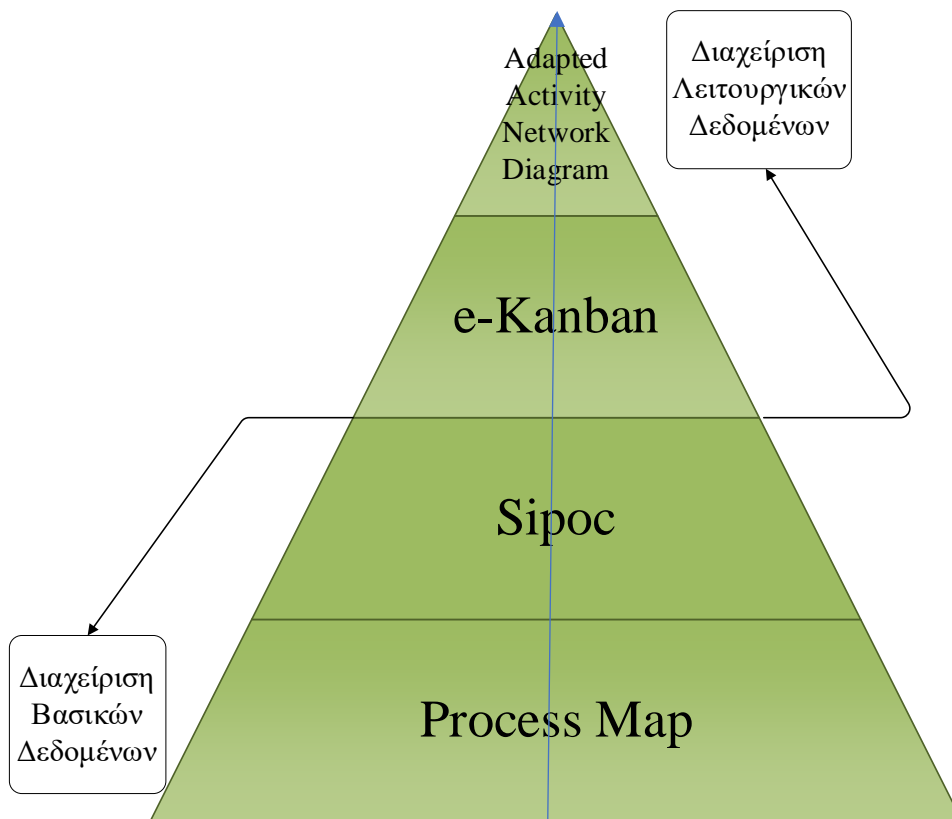 Adapted
Activity
Network
Diagram
Διαχείριση
Λειτουργικών
Δεδομένων
e-Kanban
Sipoc
Διαχείριση
Βασικών
Δεδομένων
Process Map